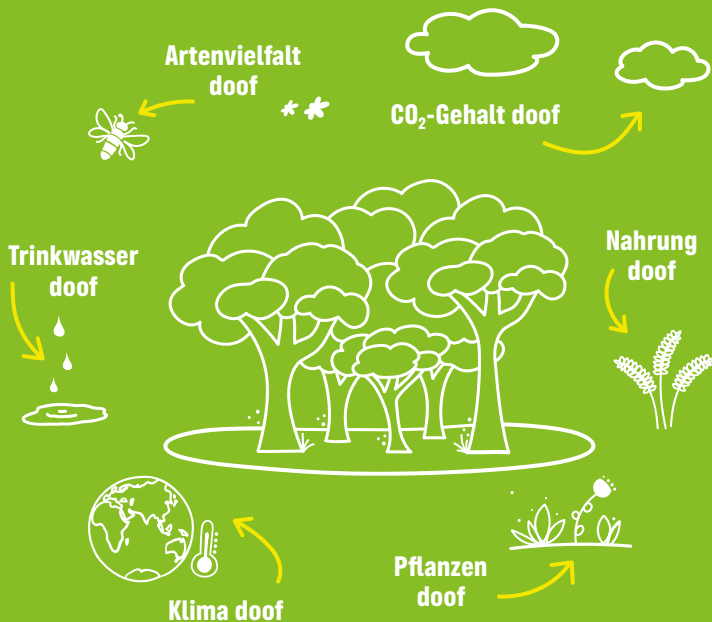 Artenvielfalt
doof
CO₂-Gehalt doof
Trinkwasser
doof
Nahrung
doof
Klima doof
Pflanzen
doof